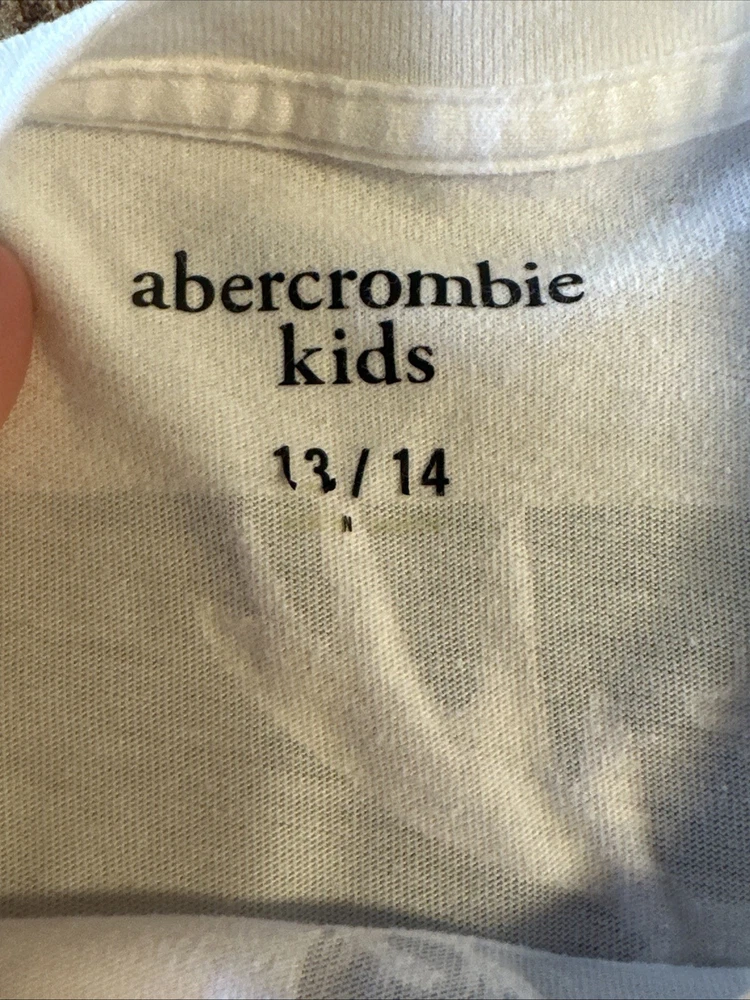 abercrombie
kids
13 / 14
N